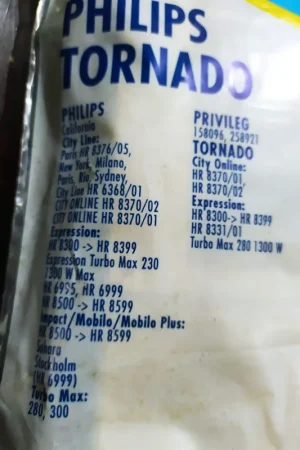 PHILIPS
TORNADO
PHILIPS
California
City Line:
Paris HR 8376/05,
New York, Milano,
Paris, Rio, Sydney,
City Line HR 6368/01
CITY ONLINE HR 8370/02
CITY ONLINE HR 8370/01
Expression:
HR 8300 -> HR 8399
Expression Turbo Max 230
1300 W Max
HR 6995, HR 6999
HR 8500 -> HR 8599
Impact/Mobilo/Mobilo Plus:
HR 8500 -> HR 8599
Sahara
Stockholm
(HR 6999)
Turbo Max:
280, 300
PRIVILEG
158096, 258921
TORNADO
City Online:
HR 8370/01,
HR 8370/02
Expression:
HR 8300-> HR 8399
HR 8331/01
Turbo Max 280 1300 W